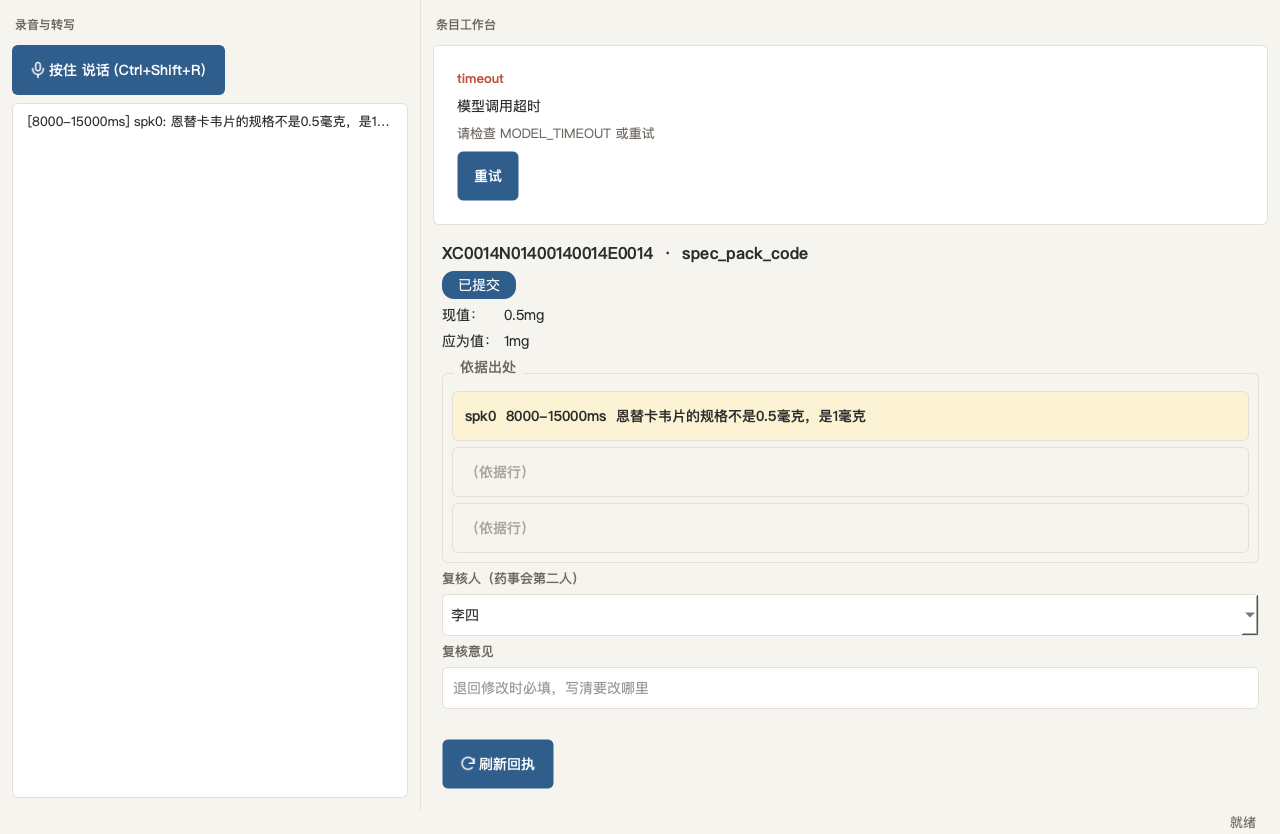 录音与转写
按住 说话 (Ctrl+Shift+R)
[8000–15000ms] spk0: 恩替卡韦片的规格不是0.5毫克，是1…
条目工作台
timeout
模型调用超时
请检查 MODEL_TIMEOUT 或重试
重试
XC0014N01400140014E0014 · spec_pack_code
已提交
现值： 0.5mg
应为值： 1mg
依据出处
spk0 8000–15000ms 恩替卡韦片的规格不是0.5毫克，是1毫克
（依据行）
（依据行）
复核人（药事会第二人）
李四
复核意见
退回修改时必填，写清要改哪里
刷新回执
就绪